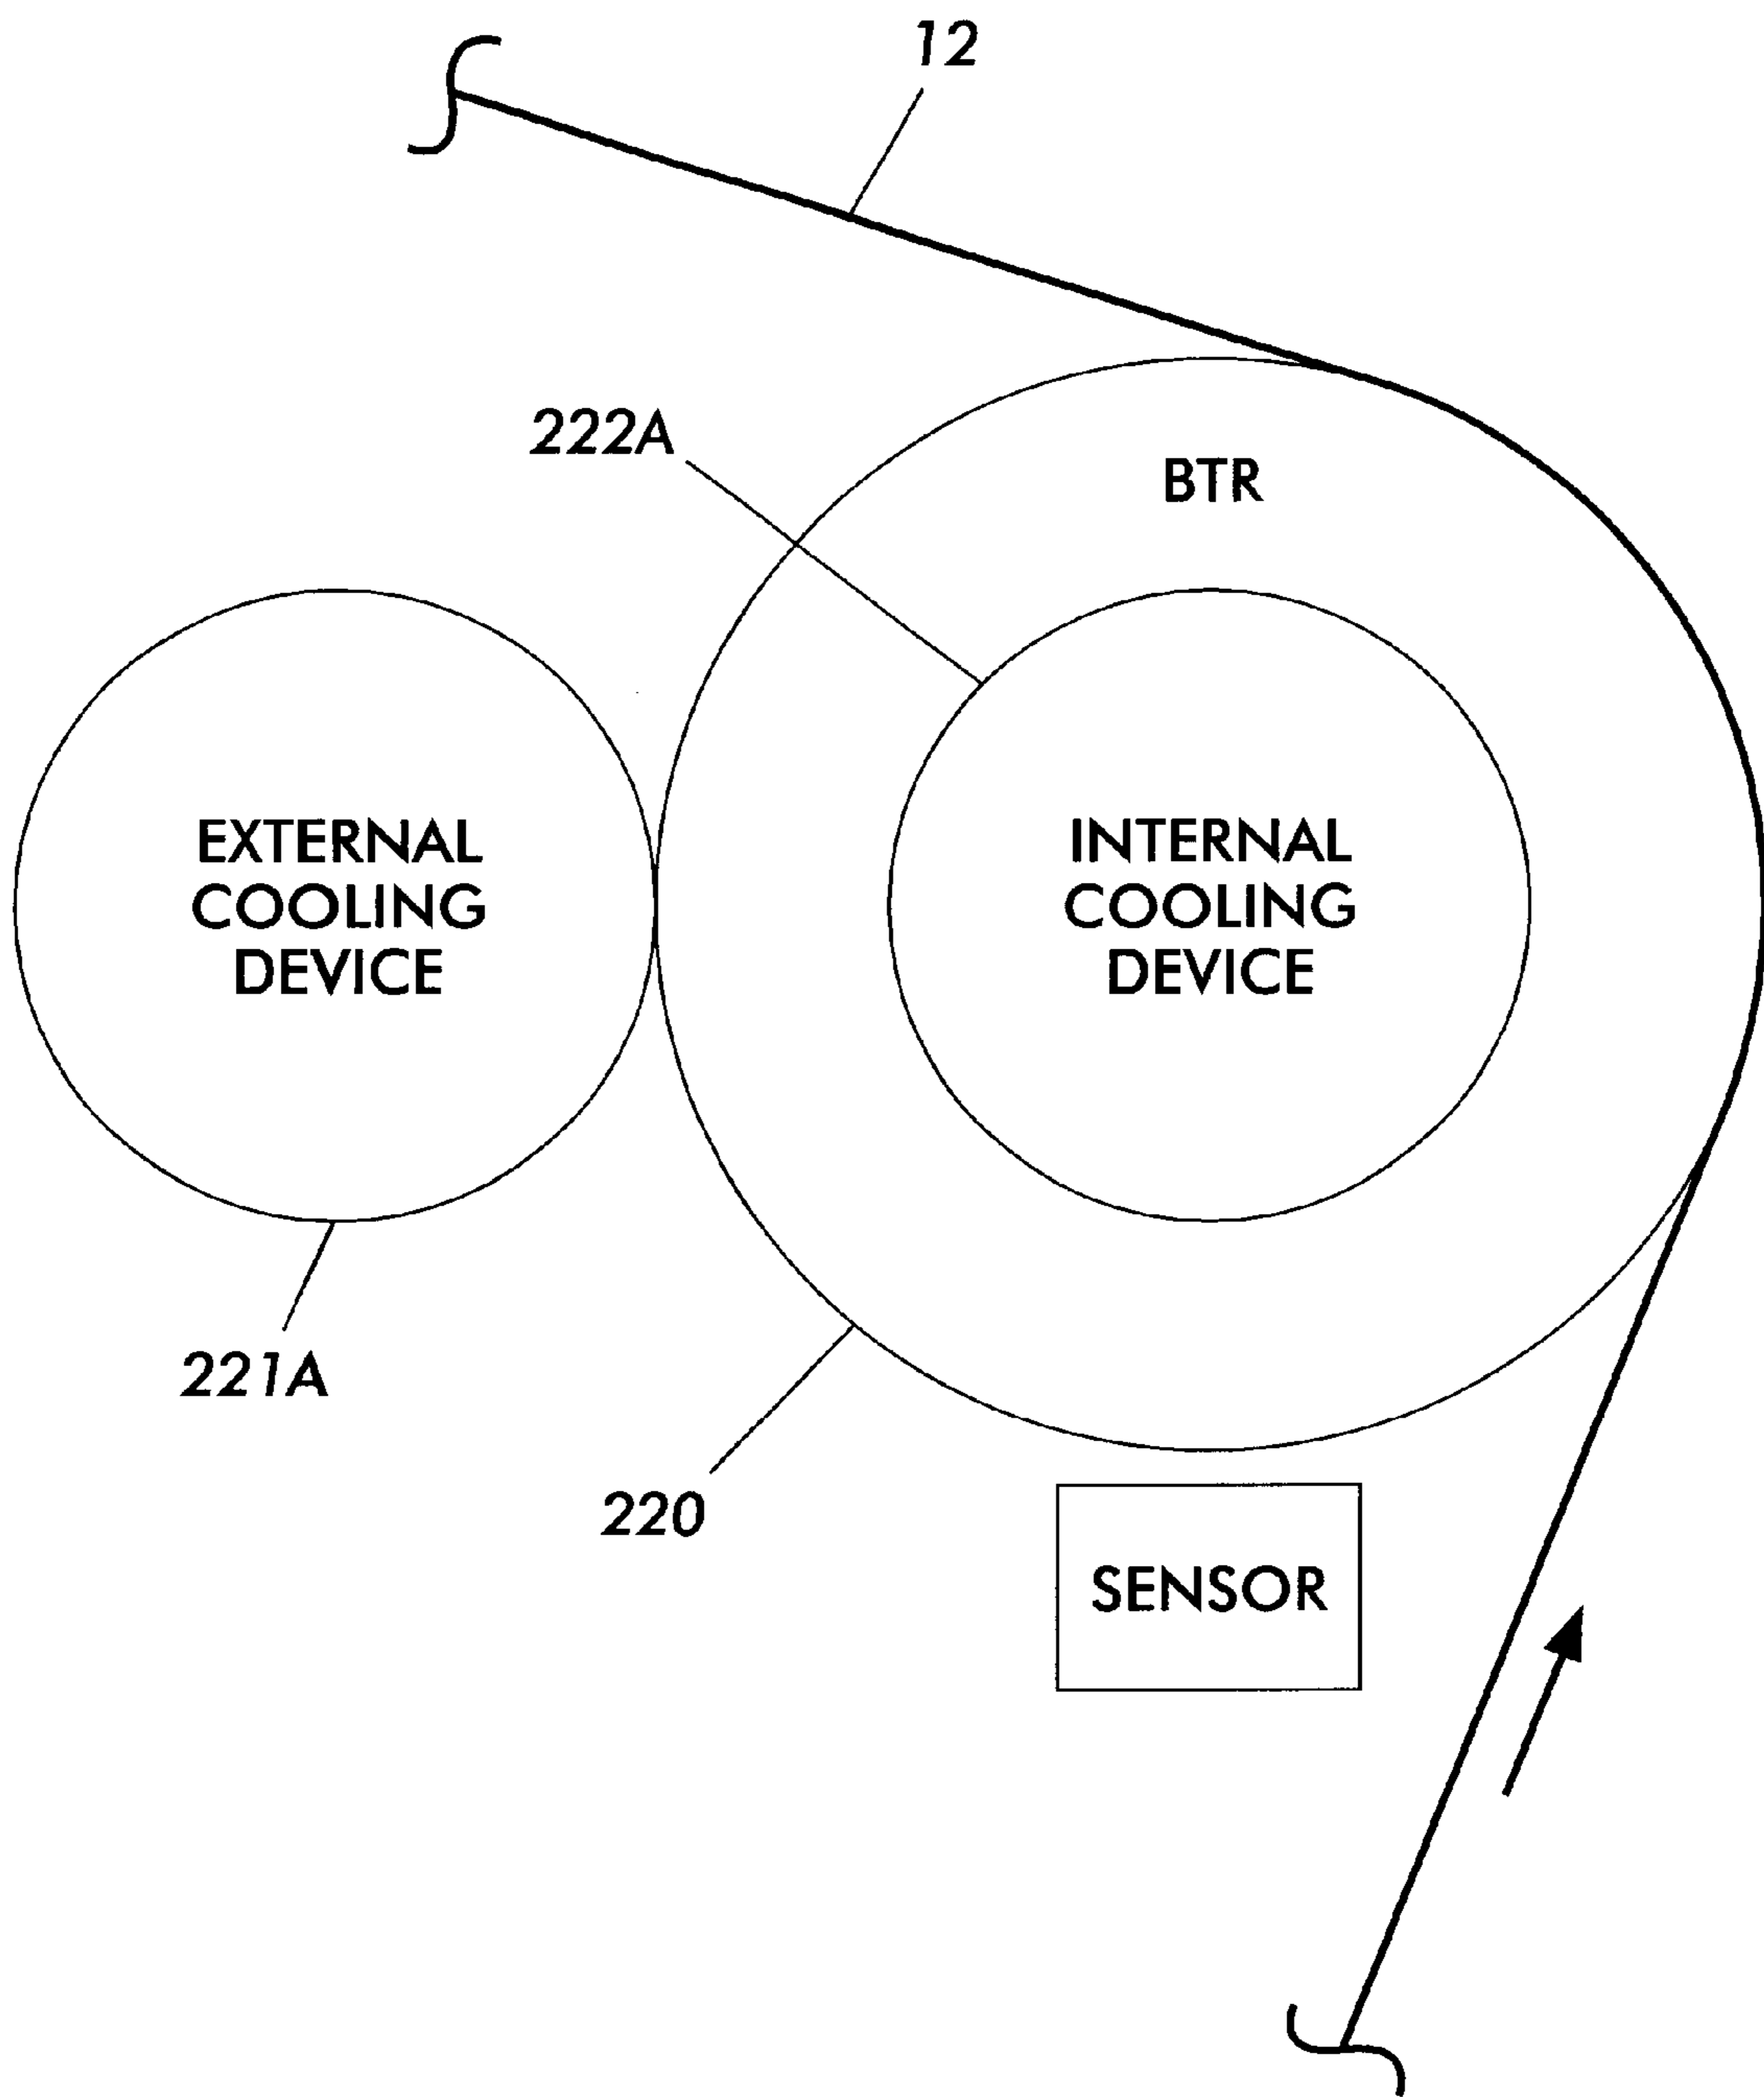 12
222A
BTR
EXTERNAL
COOLING
DEVICE
INTERNAL
COOLING
DEVICE
221A
220
SENSOR